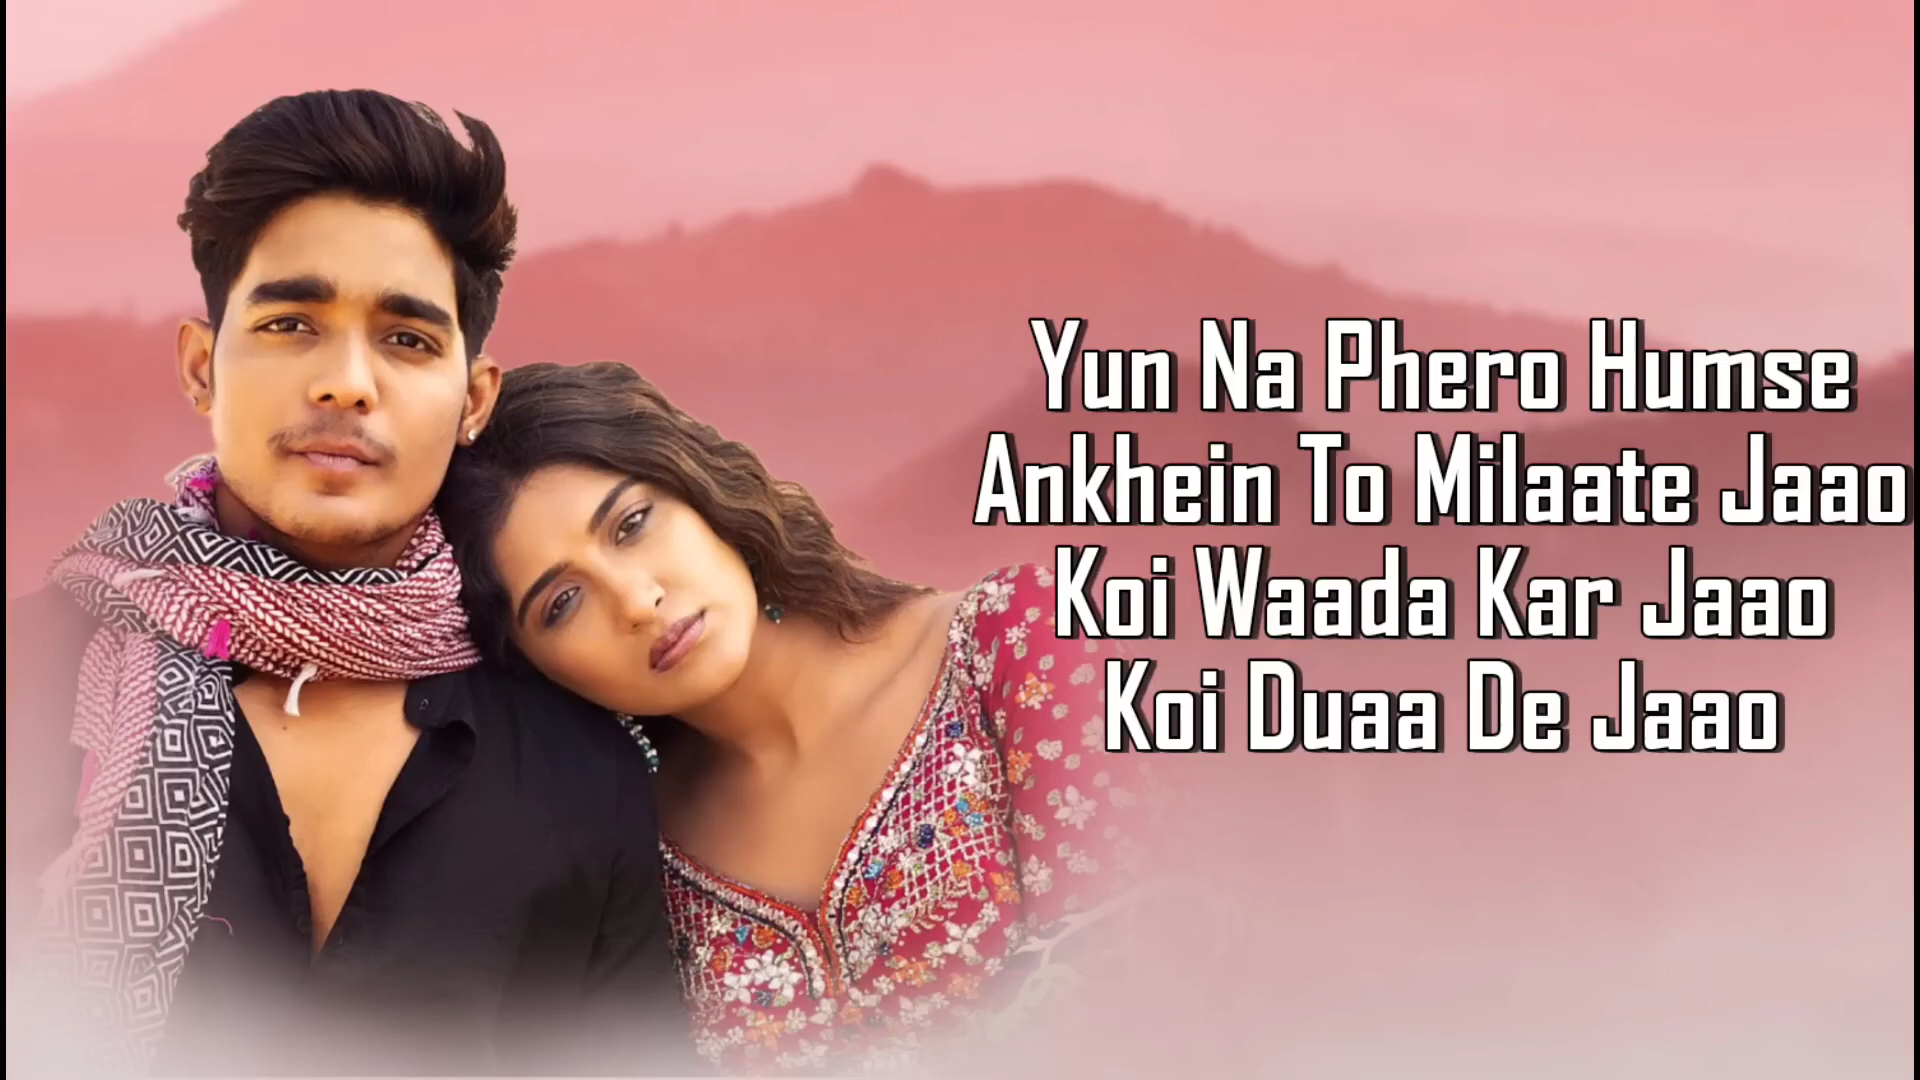 Yun Na Phero Humse
Ankhein To Milaate Jaao
Koi Waada Kar Jaao
Koi Duaa De Jaao